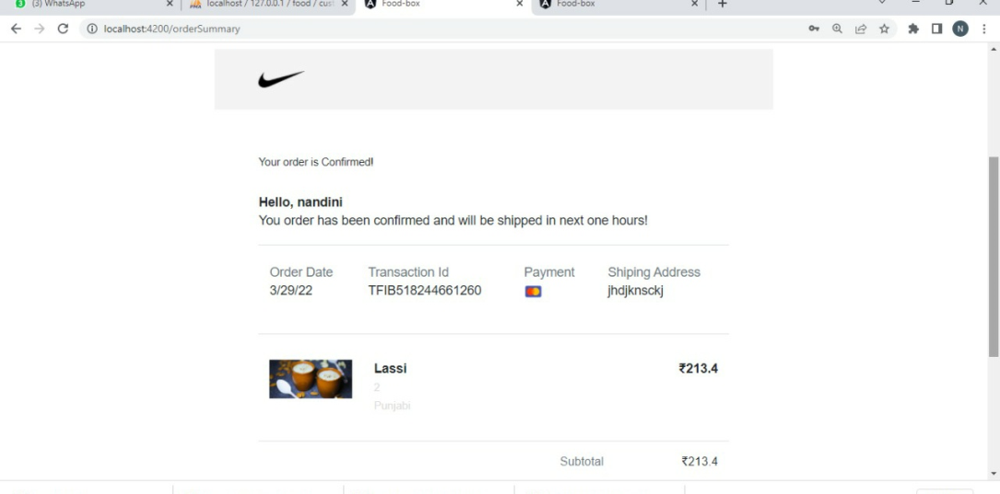 (3) WhatsApp
localhost / 127.0.0.1 / food / cust
Food-box
Food-box
localhost:4200/orderSummary
N
Your order is Confirmed!
Hello, nandini
You order has been confirmed and will be shipped in next one hours!
Order Date Transaction Id Payment Shiping Address
3/29/22 TFIB518244661260 jhdjknsckj
Lassi ₹213.4
2
Punjabi
Subtotal ₹213.4